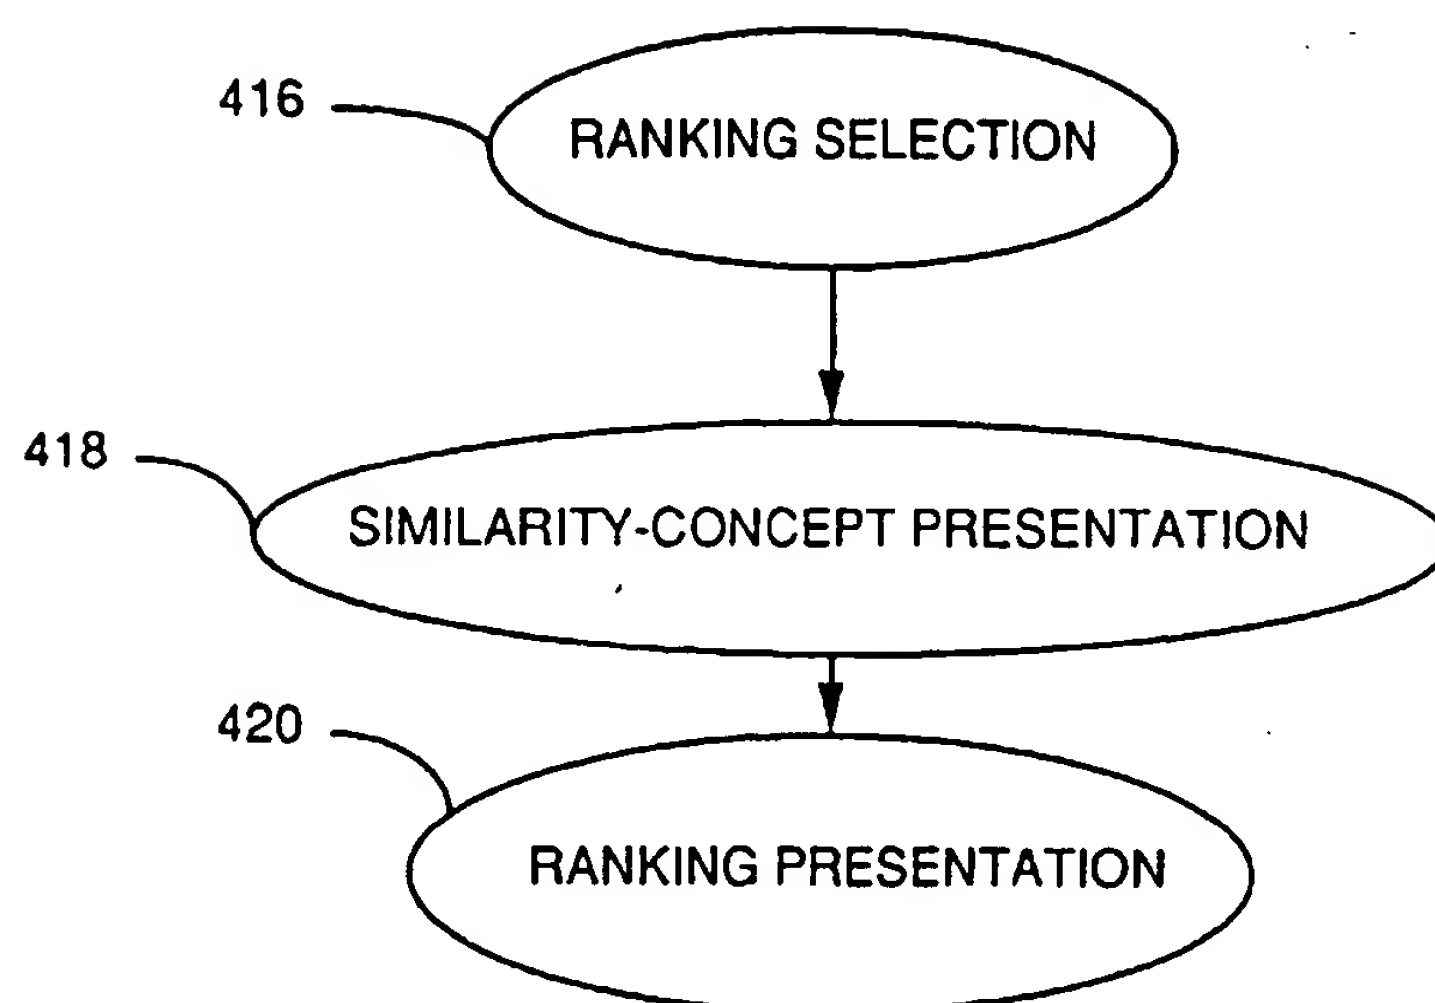 416
RANKING SELECTION
418
SIMILARITY-CONCEPT PRESENTATION
420
RANKING PRESENTATION